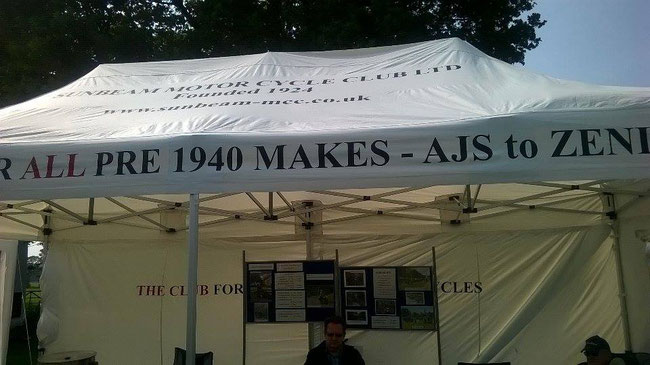 SUNBEAM MOTOR CYCLE CLUB LTD
Founded 1924
www.sunbeam-mcc.co.uk
R ALL PRE 1940 MAKES - AJS to ZENI
THE CLUB FOR CLES